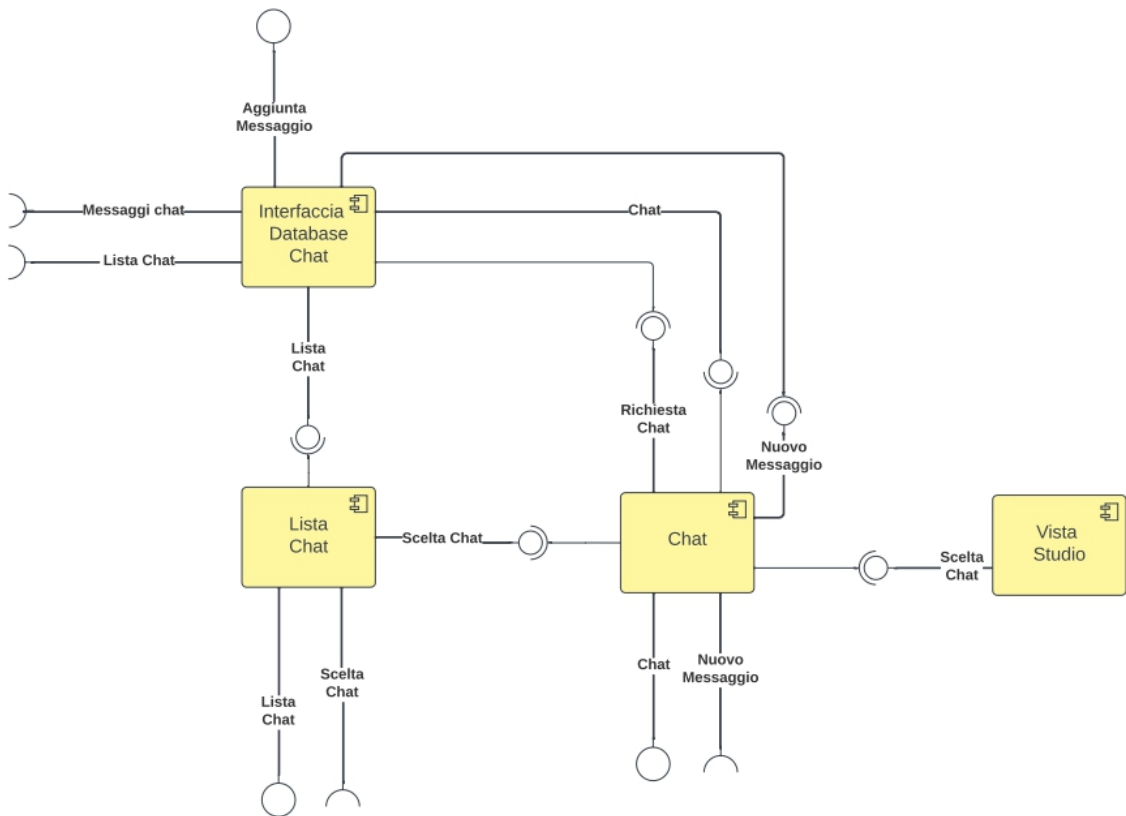 Aggiunta
Messaggio
Messaggi chat
Interfaccia
Database
Chat
Chat
Lista Chat
Lista
Chat
Richiesta
Chat
Nuovo
Messaggio
Lista
Chat
Scelta Chat
Chat
Vista
Studio
Scelta
Chat
Lista
Chat
Scelta
Chat
Chat
Nuovo
Messaggio